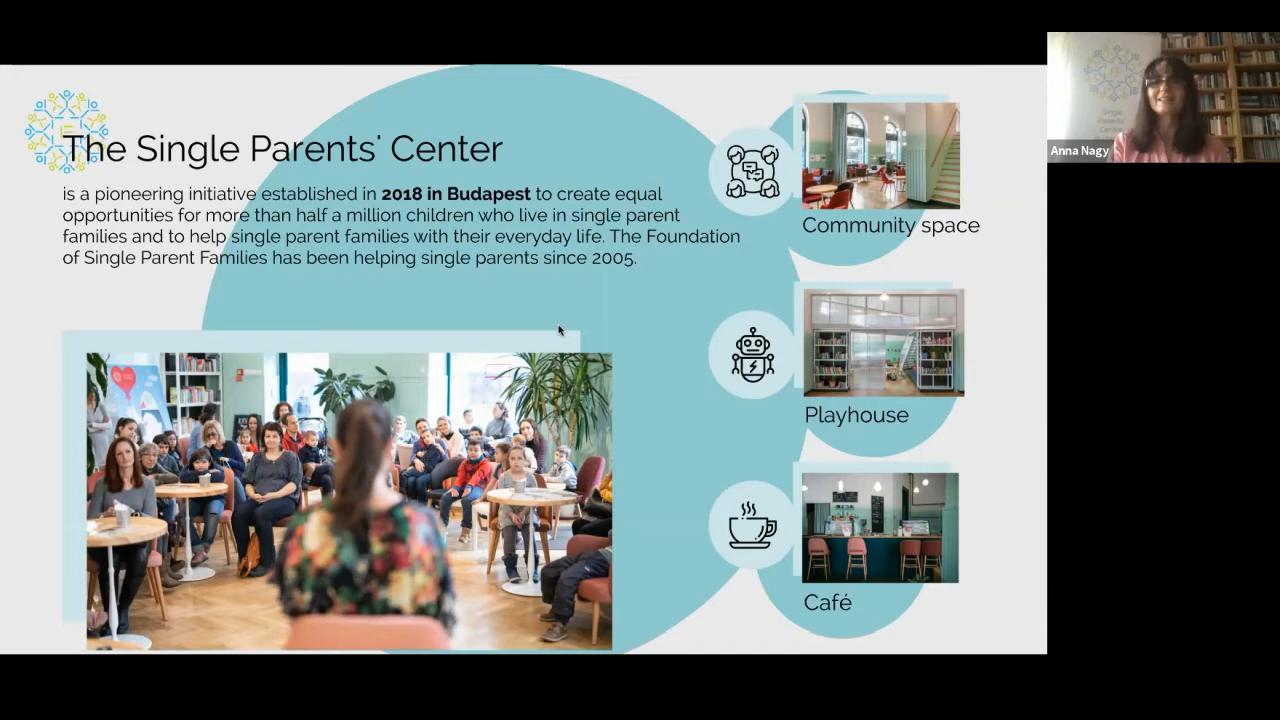 The Single Parents' Center
is a pioneering initiative established in 2018 in Budapest to create equal
opportunities for more than half a million children who live in single parent
families and to help single parent families with their everyday life. The Foundation
of Single Parent Families has been helping single parents since 2005.
Community space
Playhouse
Café
Anna Nagy
Single
Parents'
Center